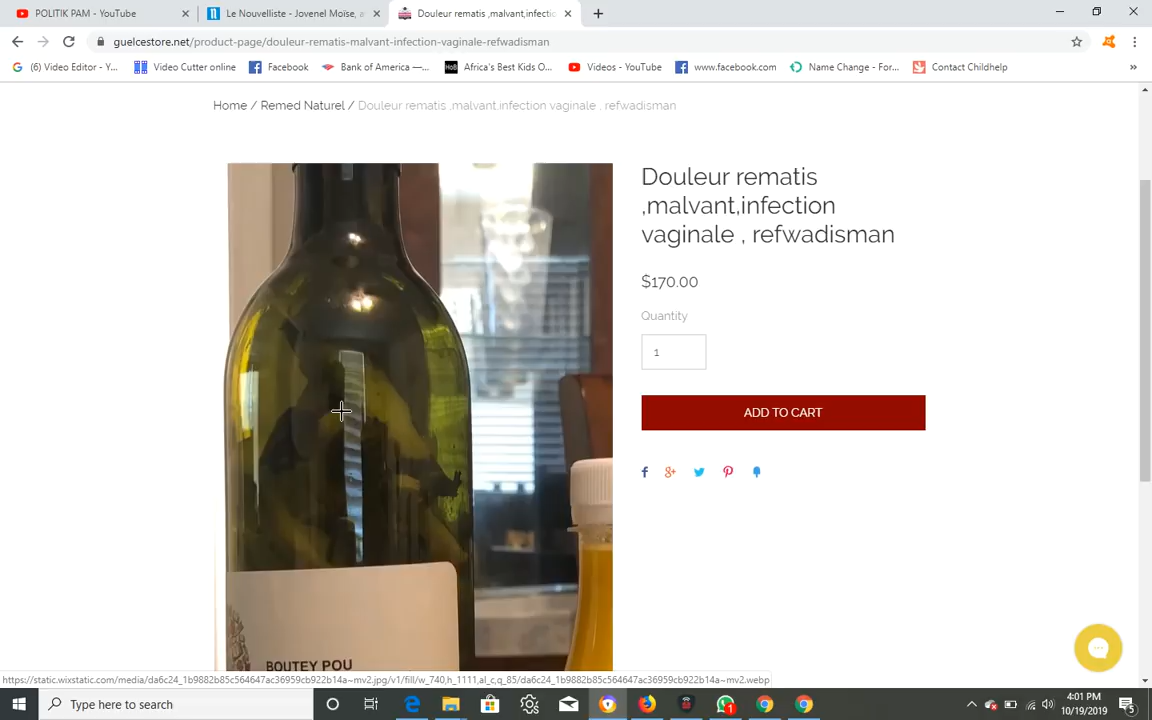 POLITIK PAM - YouTube
Le Nouvelliste - Jovenel Moïse, a
Douleur rematis ,malvant,infectio
guelcestore.net/product-page/douleur-rematis-malvant-infection-vaginale-refwadisman
(6) Video Editor - Y...
Video Cutter online
Facebook
Bank of America —...
HoB
Africa's Best Kids O...
Videos - YouTube
www.facebook.com
Name Change - For...
Contact Childhelp
Home / Remed Naturel / Douleur rematis ,malvant,infection vaginale , refwadisman
Douleur rematis
,malvant,infection
vaginale , refwadisman
$170.00
Quantity
1
ADD TO CART
BOUTEY POU
https://static.wixstatic.com/media/da6c24_1b9882b85c564647ac36959cb922b14a~mv2.jpg/v1/fill/w_740,h_1111,al_c,q_85/da6c24_1b9882b85c564647ac36959cb922b14a~mv2.webp
Type here to search
1
4:01 PM
10/19/2019
5